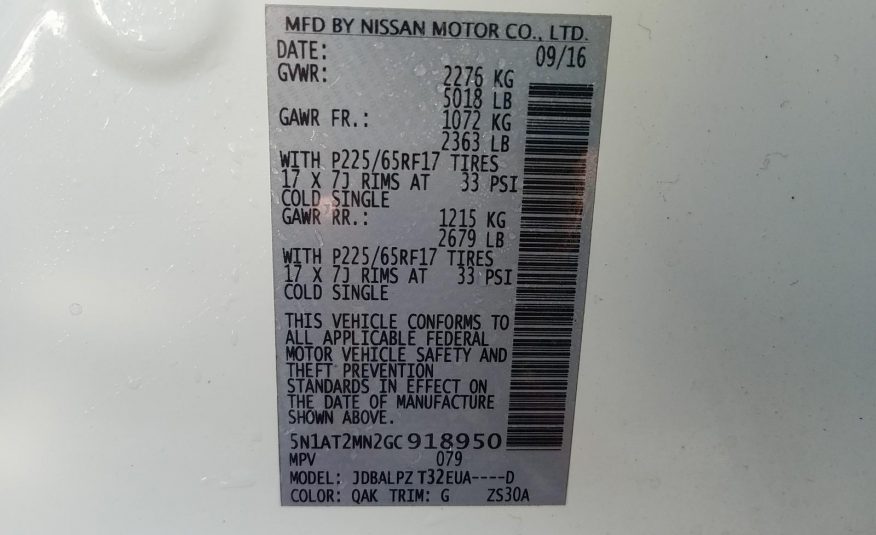 MFD BY NISSAN MOTOR CO., LTD.
DATE: 09/16
GVWR: 2276 KG
5018 LB
GAWR FR.: 1072 KG
2363 LB
WITH P225/65RF17 TIRES
17 X 7J RIMS AT 33 PSI
COLD SINGLE
GAWR RR.: 1215 KG
2679 LB
WITH P225/65RF17 TIRES
17 X 7J RIMS AT 33 PSI
COLD SINGLE
THIS VEHICLE CONFORMS TO
ALL APPLICABLE FEDERAL
MOTOR VEHICLE SAFETY AND
THEFT PREVENTION
STANDARDS IN EFFECT ON
THE DATE OF MANUFACTURE
SHOWN ABOVE.
5N1AT2MN2GC918950
MPV 079
MODEL: JDBALPZ T32EUA----D
COLOR: QAK TRIM: G ZS30A